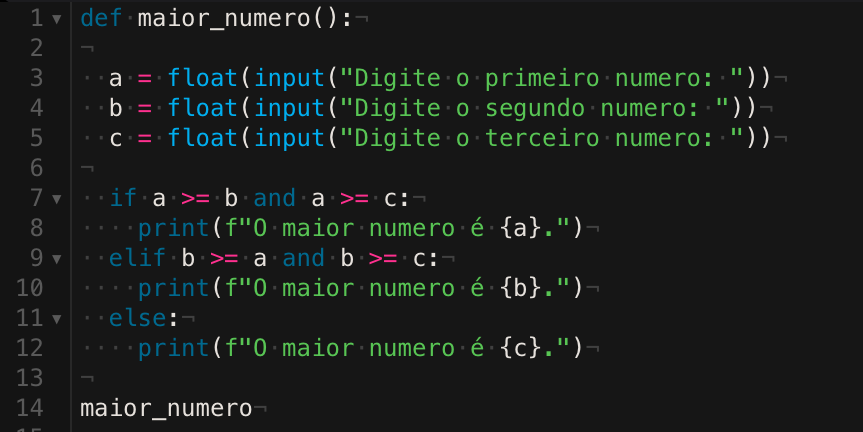 1 def maior_numero():
2
3   a = float(input("Digite o primeiro numero: "))
4   b = float(input("Digite o segundo numero: "))
5   c = float(input("Digite o terceiro numero: "))
6
7   if a >= b and a >= c:
8     print(f"O maior numero é {a}.")
9   elif b >= a and b >= c:
10     print(f"O maior numero é {b}.")
11   else:
12     print(f"O maior numero é {c}.")
13
14 maior_numero
15